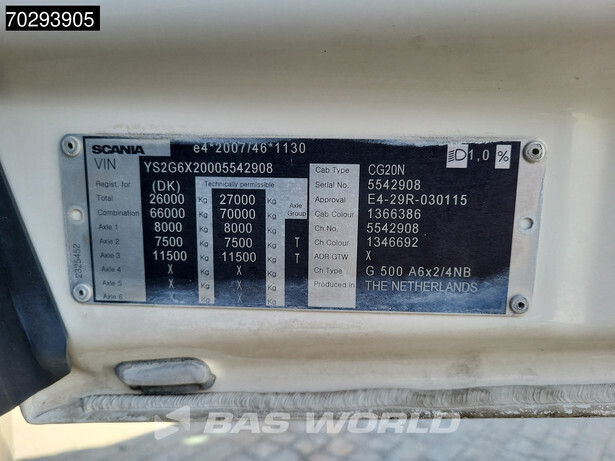 70293905
SCANIA e4*2007/46*1130
VIN YS2G6X20005542908
1,0 %
Regist. for (DK) Technically permissible
Total 26000 Kg 27000 Kg Axle Group
Combination 66000 Kg 70000 Kg
Axle 1 8000 Kg 8000 Kg
Axle 2 7500 Kg 7500 Kg T
Axle 3 11500 Kg 11500 Kg T
Axle 4 X Kg X Kg
Axle 5 X Kg X Kg
Axle 6 X Kg X Kg
Cab Type CG20N
Serial No. 5542908
Approval E4-29R-030115
Cab Colour 1366386
Ch No. 5542908
Ch Colour 1346692
ADR GTW X
Ch Type G 500 A6x2/4NB
Produced in THE NETHERLANDS
2325452
BAS WORLD